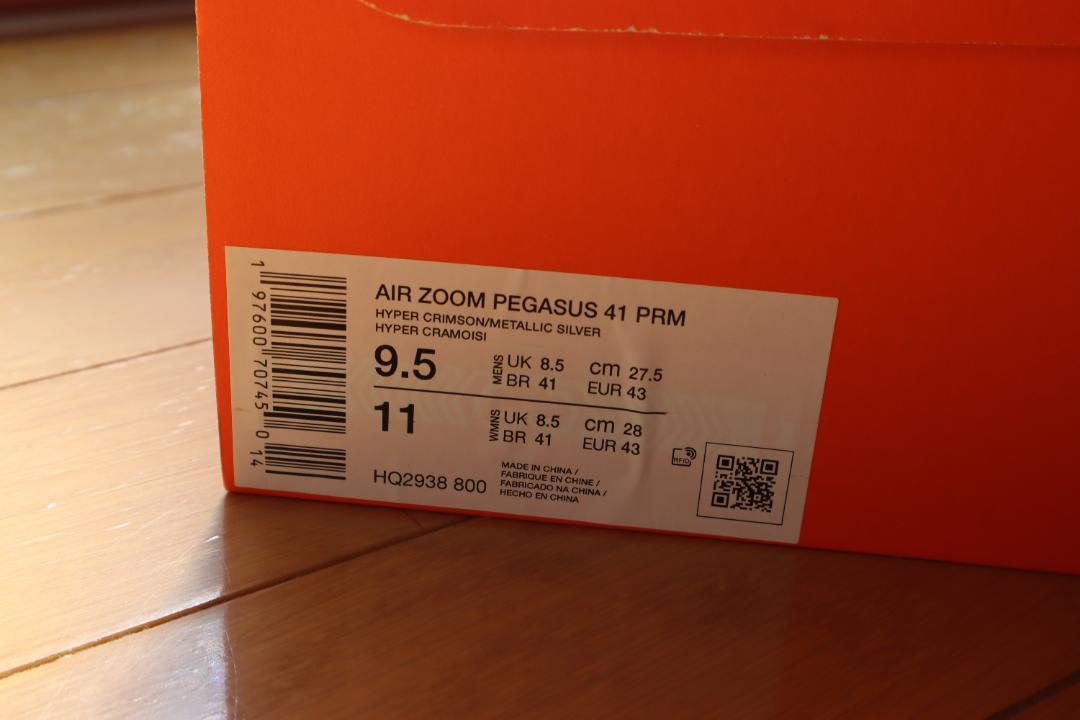 AIR ZOOM PEGASUS 41 PRM
HYPER CRIMSON/METALLIC SILVER
HYPER CRAMOISI
9.5 MENS UK 8.5 cm 27.5
BR 41 EUR 43
11 WMNS UK 8.5 cm 28
BR 41 EUR 43
RFID
HQ2938 800
MADE IN CHINA /
FABRIQUE EN CHINE /
FABRICADO NA CHINA /
HECHO EN CHINA
1 97600 70745 0 14